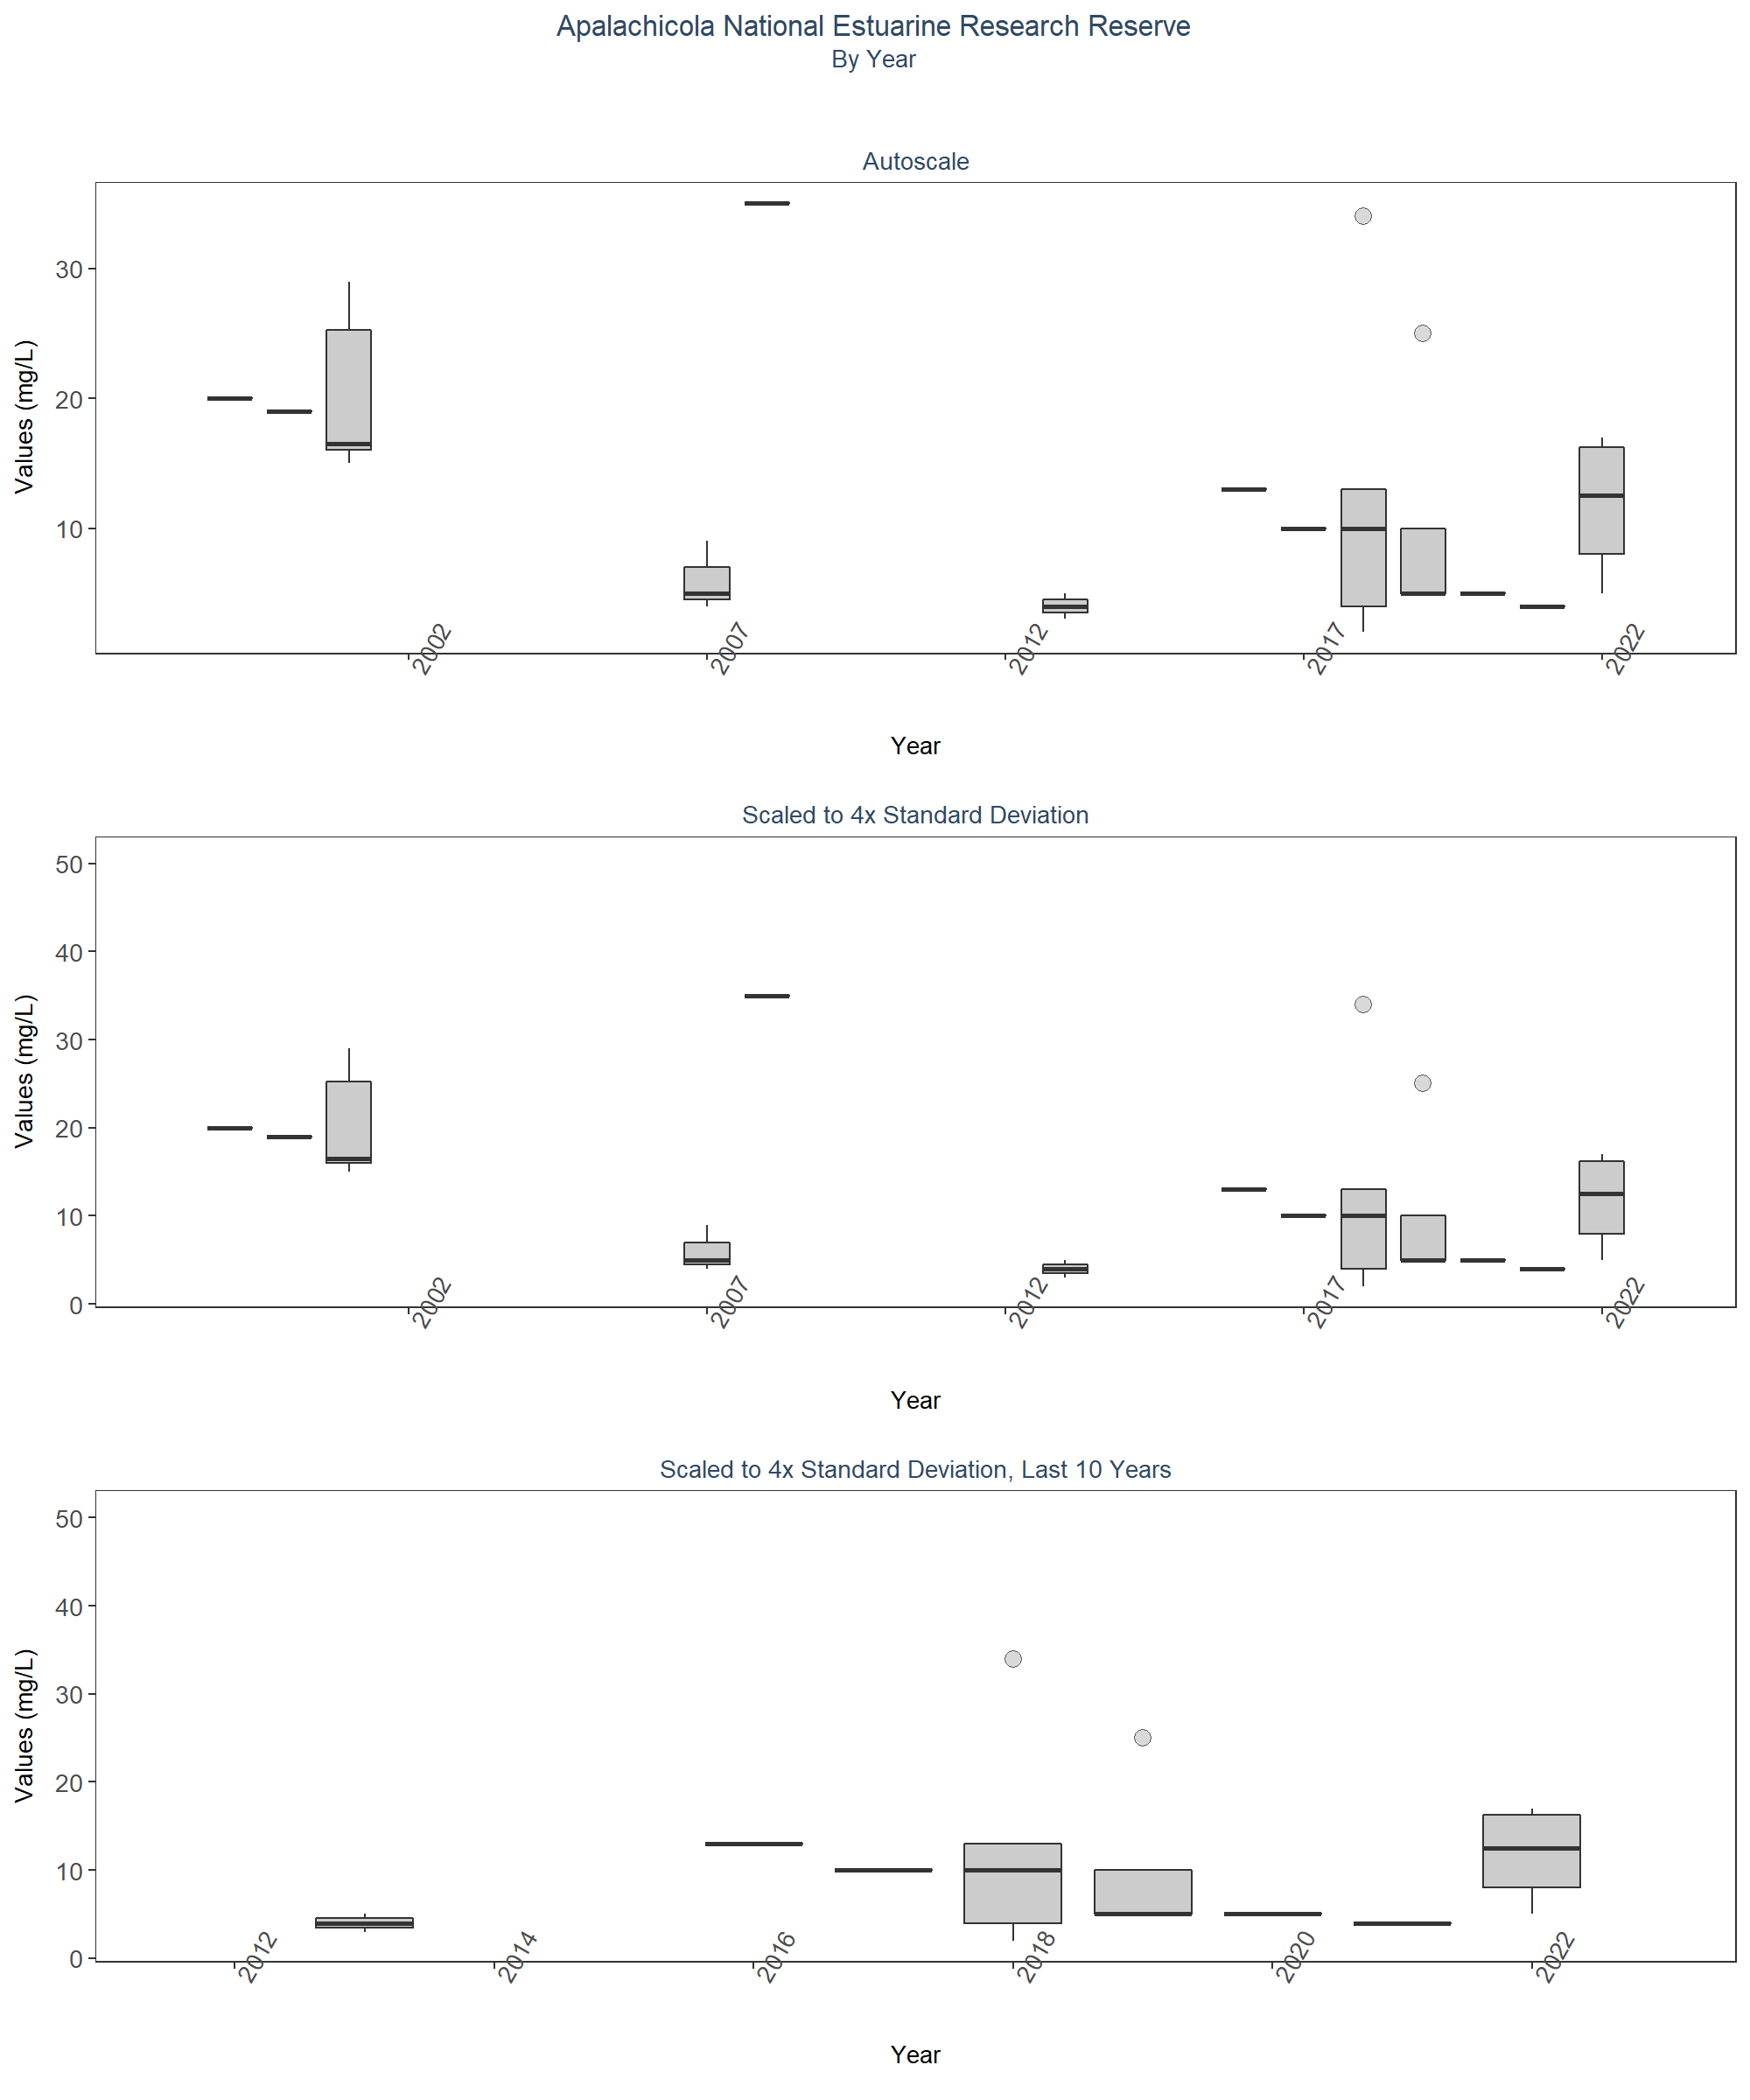 Apalachicola National Estuarine Research Reserve
By Year
Autoscale
Values (mg/L)
30
20
10
2002
2007
2012
2017
2022
Year
Scaled to 4x Standard Deviation
Values (mg/L)
50
40
30
20
10
0
2002
2007
2012
2017
2022
Year
Scaled to 4x Standard Deviation, Last 10 Years
Values (mg/L)
50
40
30
20
10
0
2012
2014
2016
2018
2020
2022
Year